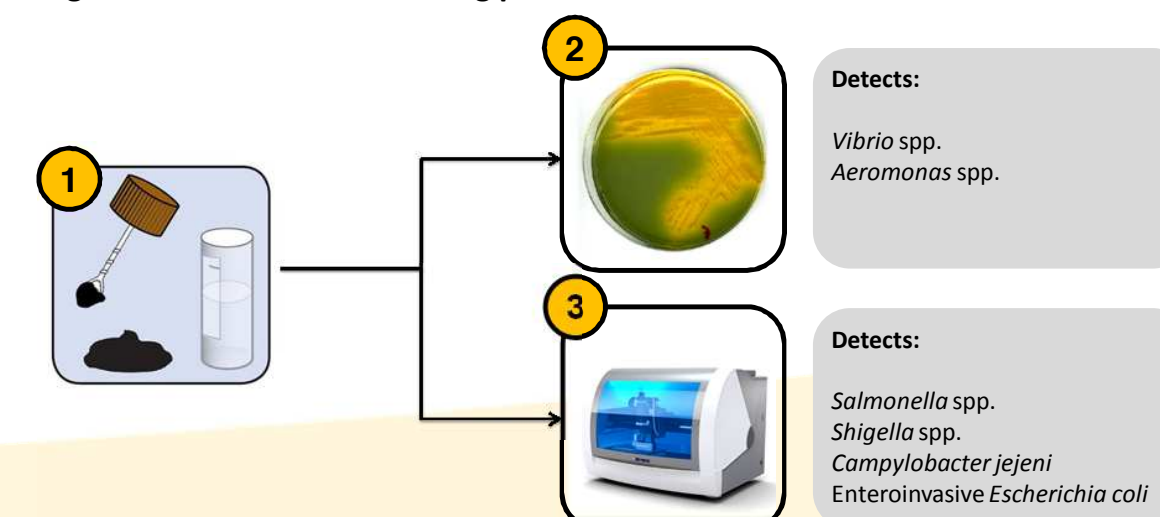 1
2
Detects:
Vibrio spp.
Aeromonas spp.
3
Detects:
Salmonella spp.
Shigella spp.
Campylobacter jejeni
Enteroinvasive Escherichia coli